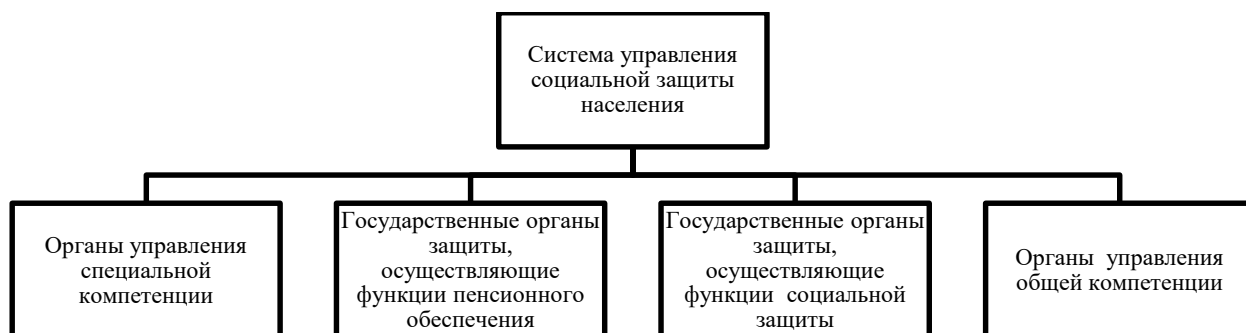 Система управления
социальной защиты
населения
Органы управления
специальной
компетенции
Государственные органы
защиты,
осуществляющие
функции пенсионного
обеспечения
Государственные органы
защиты,
осуществляющие
функции социальной
защиты
Органы управления
общей компетенции